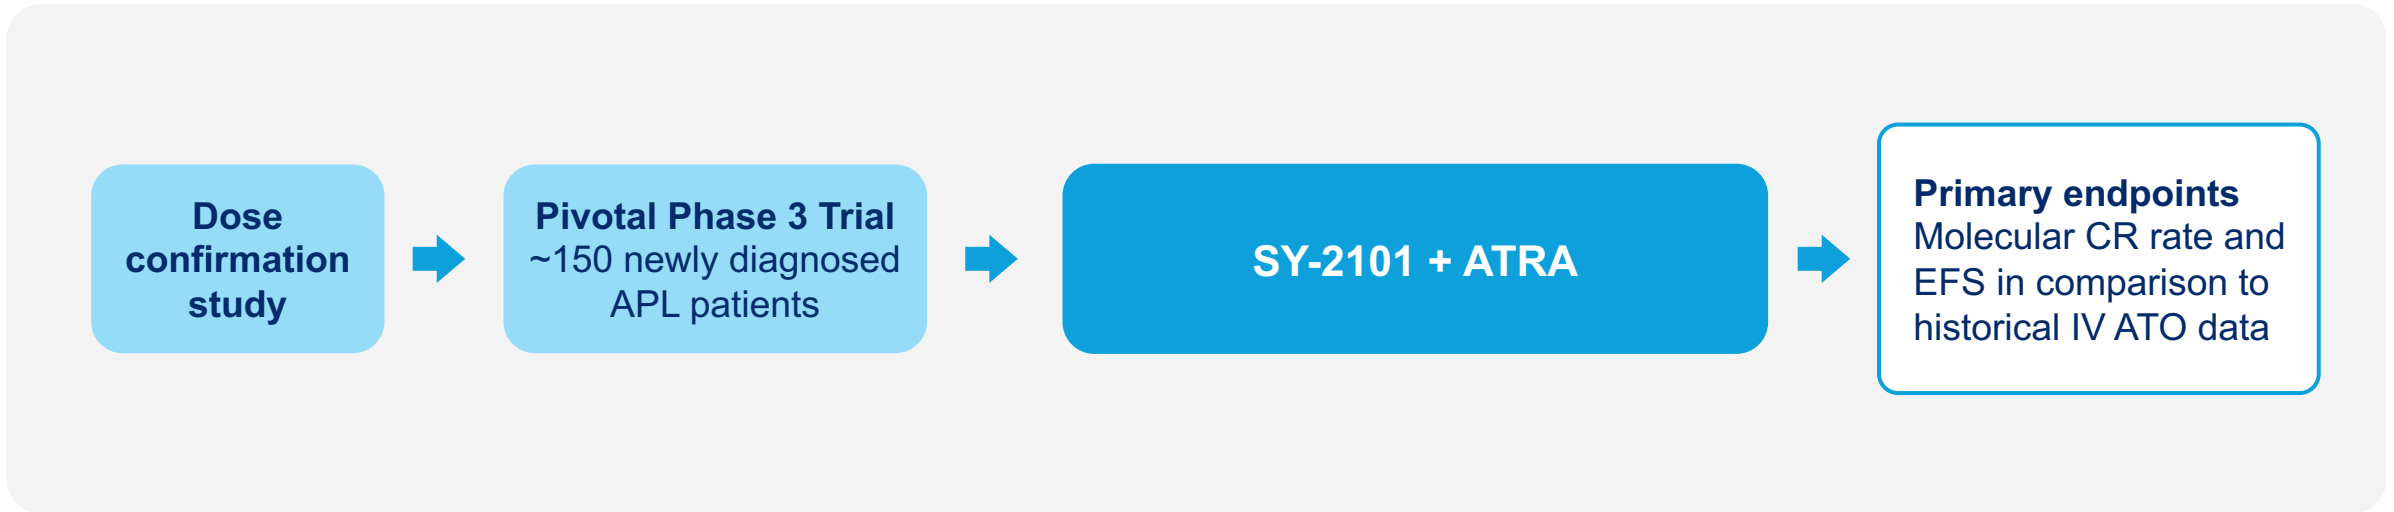 Dose
confirmation
study
Pivotal Phase 3 Trial
~150 newly diagnosed
APL patients
SY-2101 + ATRA
Primary endpoints
Molecular CR rate and
EFS in comparison to
historical IV ATO data